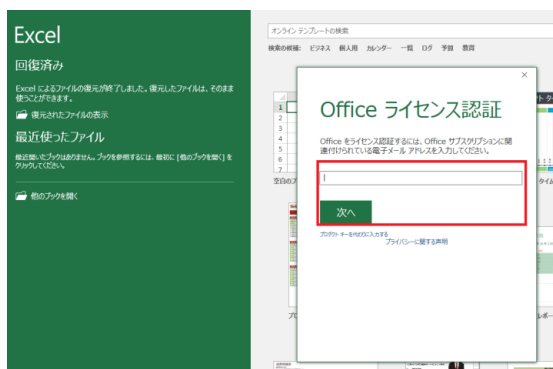 Excel
回復済み
Excel によるファイルの復元が終了しました。復元したファイルは、そのまま
使うことができます。
復元されたファイルの表示
最近使ったファイル
最近開いたブックはありません。ブックを参照するには、最初に [他のブックを開く] を
クリックしてください。
他のブックを開く
オンライン テンプレートの検索
検索の候補: ビジネス 個人用 カレンダー 一覧 ログ 予算 教育
1
2
3
4
5
6
7
空白のブ
Office ライセンス認証
Office をライセンス認証するには、Office サブスクリプションに関
連付けられている電子メール アドレスを入力してください。
次へ
プロダクト キーを代わりに入力する
プライバシーに関する声明